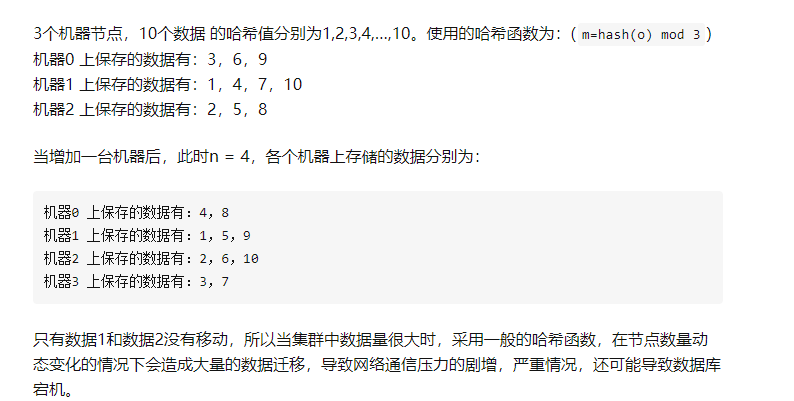 3个机器节点，10个数据 的哈希值分别为1,2,3,4,...,10。使用的哈希函数为：( m=hash(o) mod 3 )
机器0 上保存的数据有：3，6，9
机器1 上保存的数据有：1，4，7，10
机器2 上保存的数据有：2，5，8
当增加一台机器后，此时n = 4，各个机器上存储的数据分别为：
机器0 上保存的数据有：4，8
机器1 上保存的数据有：1，5，9
机器2 上保存的数据有：2，6，10
机器3 上保存的数据有：3，7
只有数据1和数据2没有移动，所以当集群中数据量很大时，采用一般的哈希函数，在节点数量动
态变化的情况下会造成大量的数据迁移，导致网络通信压力的剧增，严重情况，还可能导致数据库
宕机。